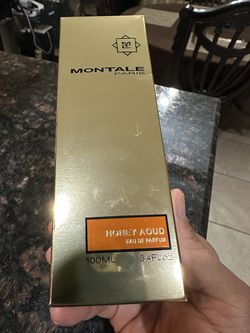 MONTALE
PARIS
HONEY AOUD
EAU DE PARFUM
100ML 3.4Fl.oz